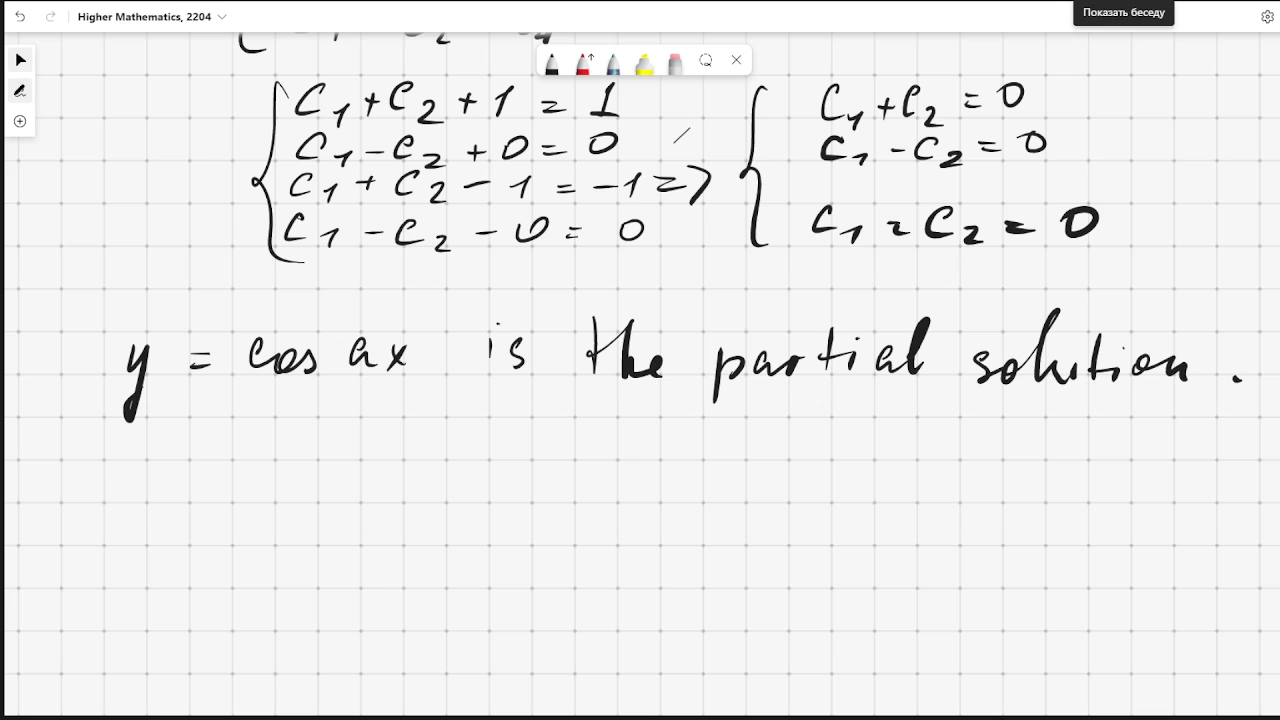 Higher Mathematics, 2204
Показать беседу
C1 + C2 + 1 = 1
C1 - C2 + 0 = 0
C1 + C2 - 1 = -1 =>
C1 - C2 - 0 = 0
C1 + C2 = 0
C1 - C2 = 0
C1 = C2 = 0
y = cos ax is the partial solution.